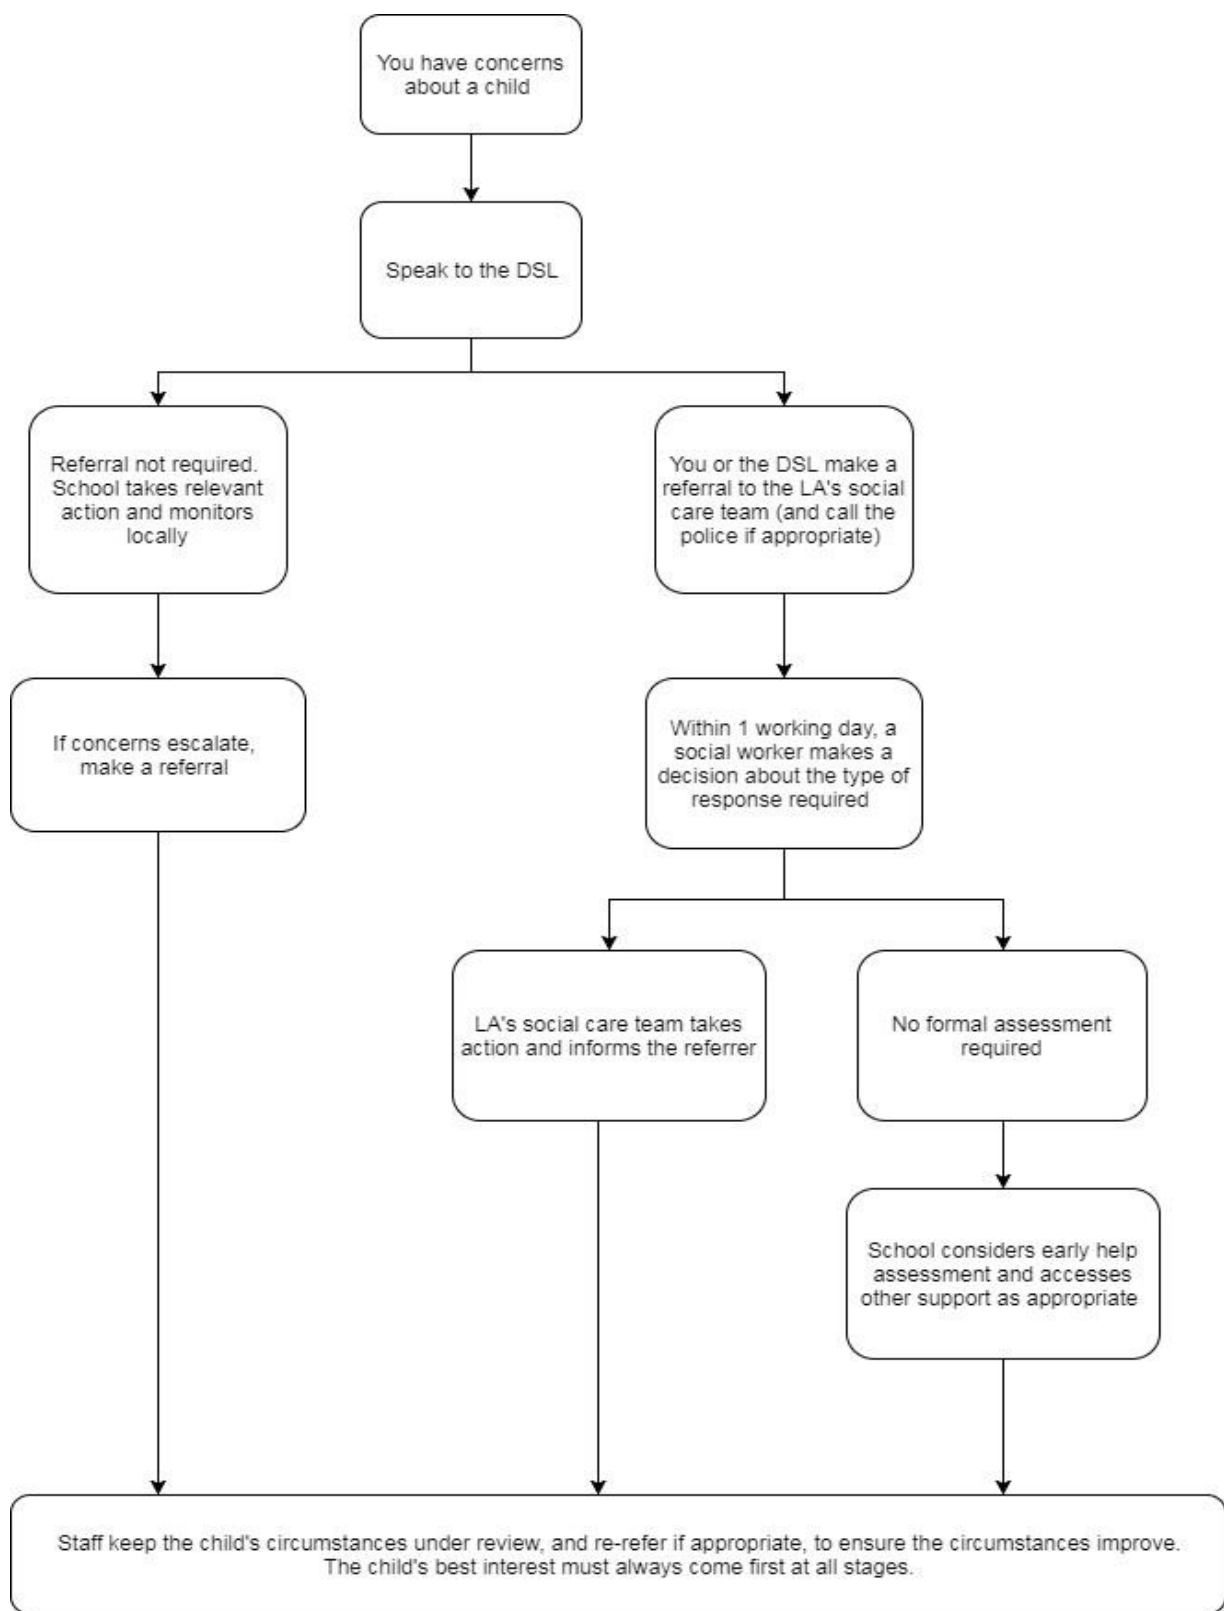 You have concerns
about a child
Speak to the DSL
Referral not required.
School takes relevant
action and monitors
locally
You or the DSL make a
referral to the LA's social
care team (and call the
police if appropriate)
If concerns escalate,
make a referral
Within 1 working day, a
social worker makes a
decision about the type of
response required
LA's social care team takes
action and informs the referrer
No formal assessment
required
School considers early help
assessment and accesses
other support as appropriate
Staff keep the child's circumstances under review, and re-refer if appropriate, to ensure the circumstances improve.
The child's best interest must always come first at all stages.